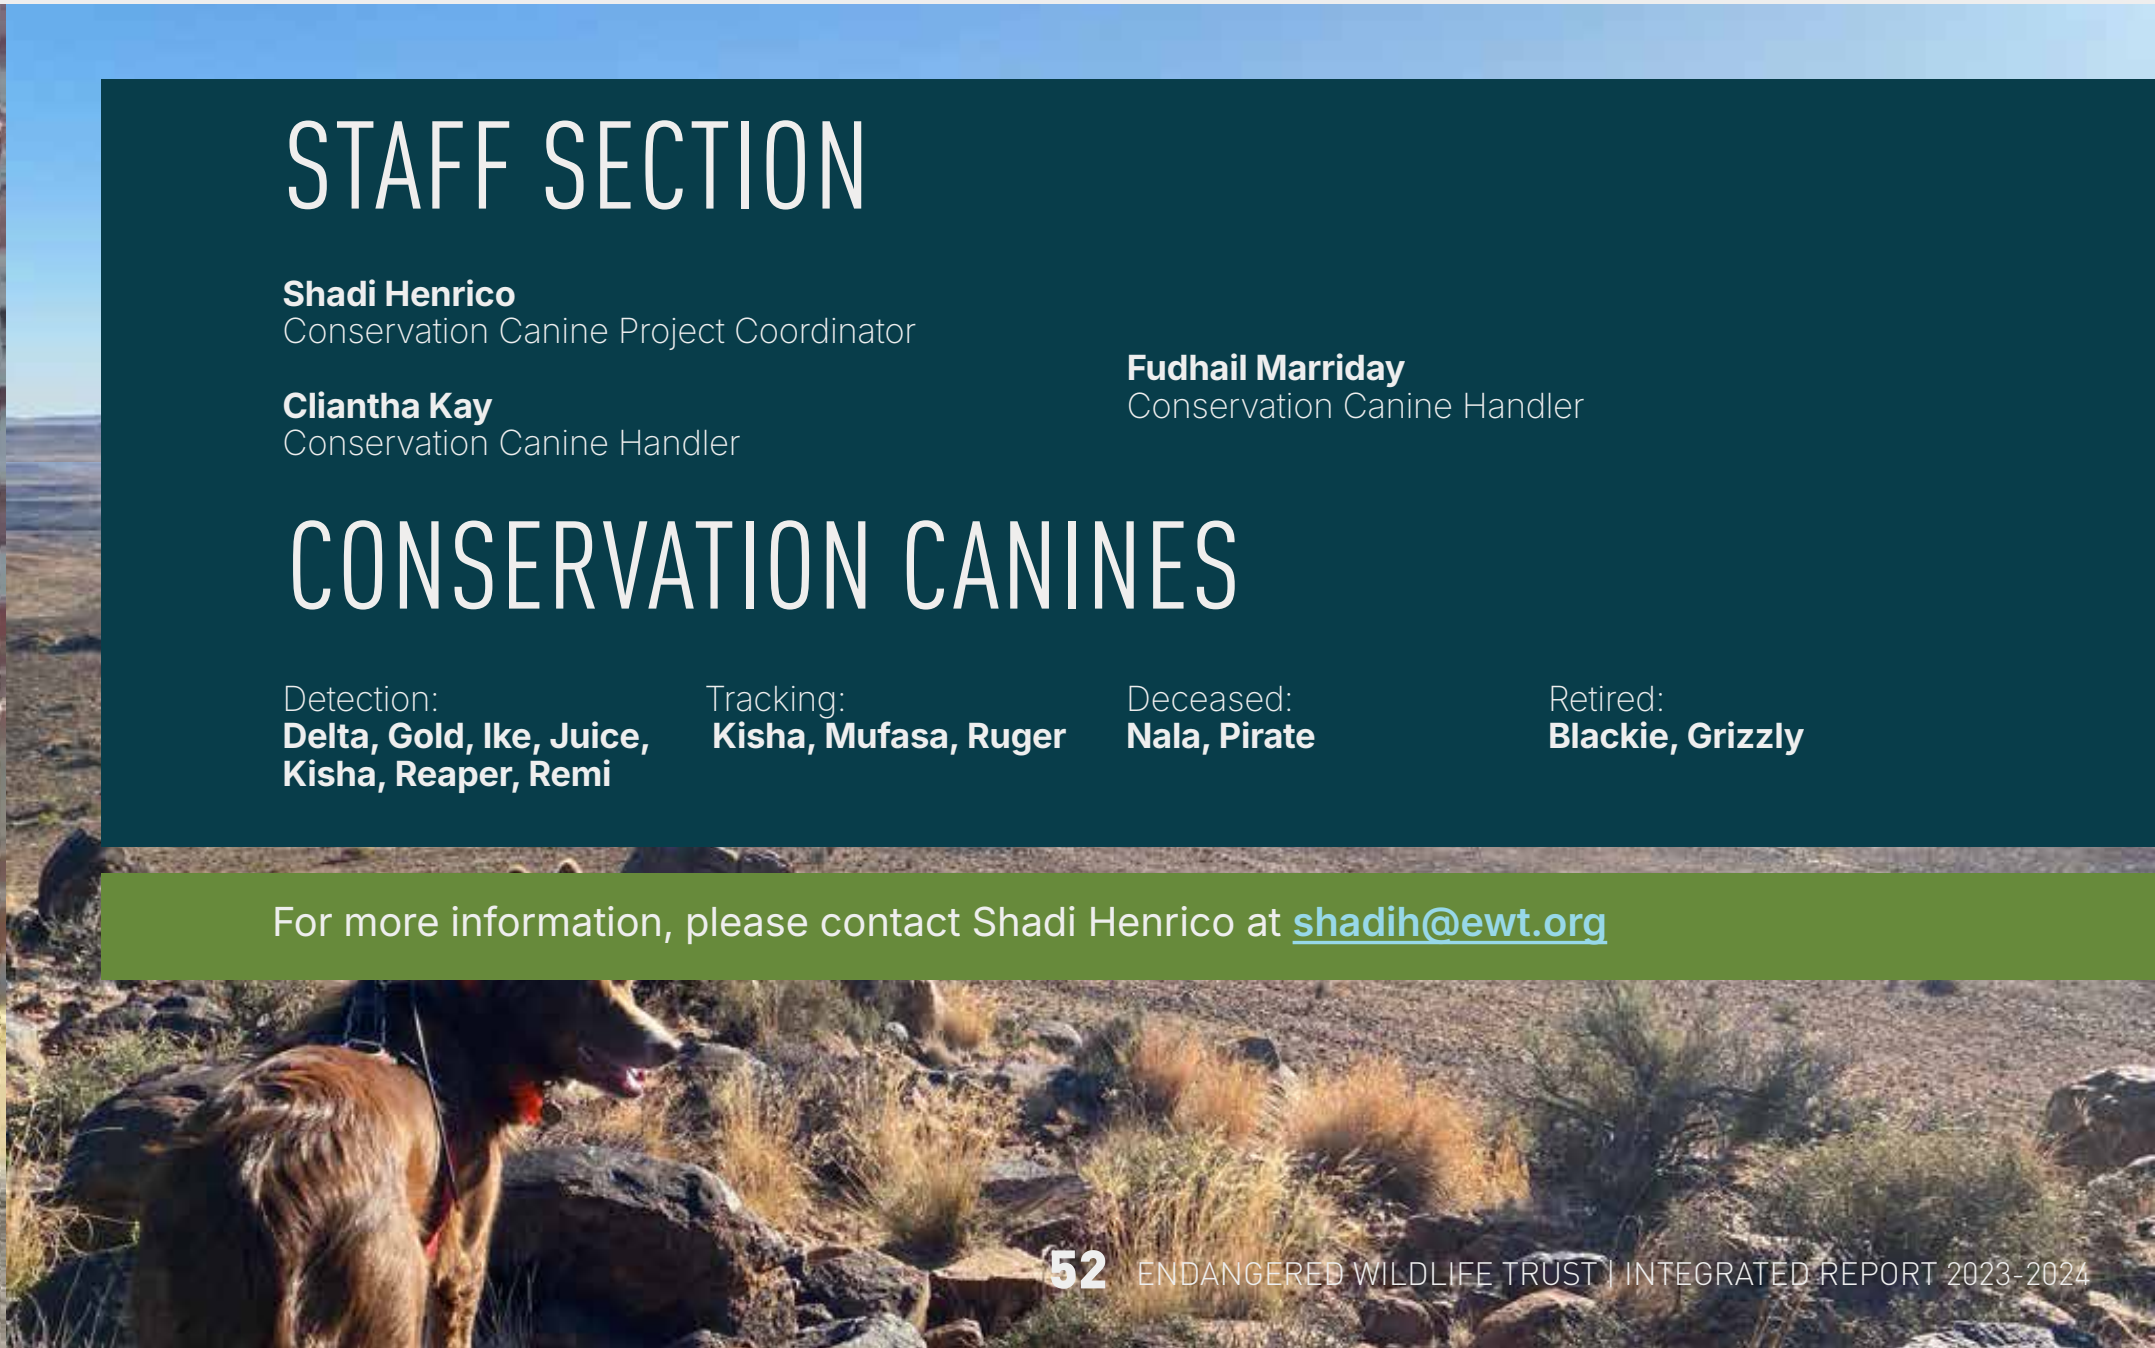 STAFF SECTION
Shadi Henrico
Conservation Canine Project Coordinator
Cliantha Kay
Conservation Canine Handler
Fudhail Marriday
Conservation Canine Handler
CONSERVATION CANINES
Detection:
Delta, Gold, Ike, Juice,
Kisha, Reaper, Remi
Tracking:
Kisha, Mufasa, Ruger
Deceased:
Nala, Pirate
Retired:
Blackie, Grizzly
For more information, please contact Shadi Henrico at shadih@ewt.org
52 ENDANGERED WILDLIFE TRUST | INTEGRATED REPORT 2023-2024